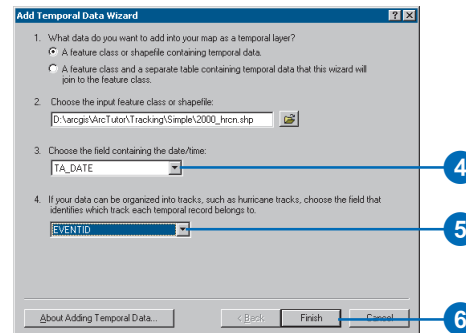 Add Temporal Data Wizard
1. What data do you want to add into your map as a temporal layer?
A feature class or shapefile containing temporal data.
A feature class and a separate table containing temporal data that this wizard will
join to the feature class.
2. Choose the input feature class or shapefile:
D:\arcgis\ArcTutor\Tracking\Simple\2000_hrcn.shp
3. Choose the field containing the date/time:
TA_DATE
4
4. If your data can be organized into tracks, such as hurricane tracks, choose the field that
identifies which track each temporal record belongs to.
EVENTID
5
About Adding Temporal Data... < Back Finish Cancel
6